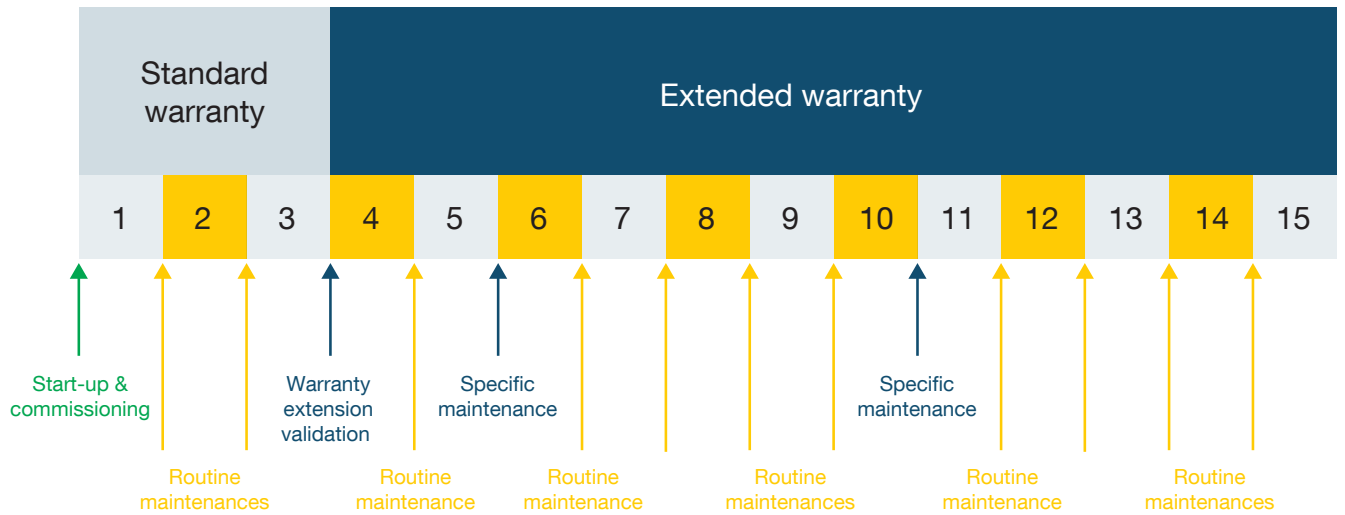 Standard
warranty
Extended warranty
1 2 3 4 5 6 7 8 9 10 11 12 13 14 15
Start-up &
commissioning
Warranty
extension
validation
Specific
maintenance
Specific
maintenance
Routine
maintenances
Routine
maintenance
Routine
maintenance
Routine
maintenances
Routine
maintenance
Routine
maintenances